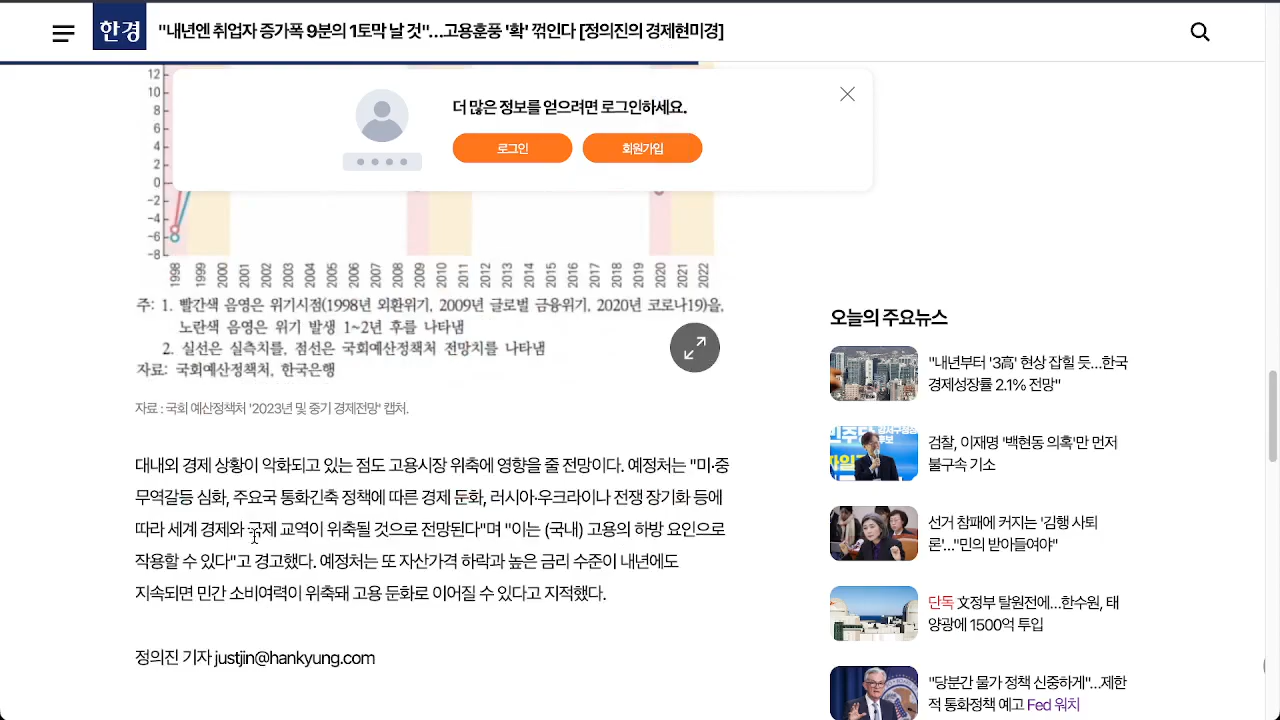 한경
"내년엔 취업자 증가폭 9분의 1토막 날 것"...고용훈풍 '확' 꺾인다 [정의진의 경제현미경]
더 많은 정보를 얻으려면 로그인하세요.
로그인
회원가입
12
10
8
6
4
2
0
-2
-4
-6
-8
1998 1999 2000 2001 2002 2003 2004 2005 2006 2007 2008 2009 2010 2011 2012 2013 2014 2015 2016 2017 2018 2019 2020 2021 2022
주: 1. 빨간색 음영은 위기시점(1998년 외환위기, 2009년 글로벌 금융위기, 2020년 코로나19)을,
노란색 음영은 위기 발생 1~2년 후를 나타냄
2. 실선은 실측치를, 점선은 국회예산정책처 전망치를 나타냄
자료: 국회예산정책처, 한국은행
자료 : 국회 예산정책처 '2023년 및 중기 경제전망' 캡처.
대내외 경제 상황이 악화되고 있는 점도 고용시장 위축에 영향을 줄 전망이다. 예정처는 "미·중
무역갈등 심화, 주요국 통화긴축 정책에 따른 경제 둔화, 러시아·우크라이나 전쟁 장기화 등에
따라 세계 경제와 국제 교역이 위축될 것으로 전망된다"며 "이는 (국내) 고용의 하방 요인으로
작용할 수 있다"고 경고했다. 예정처는 또 자산가격 하락과 높은 금리 수준이 내년에도
지속되면 민간 소비여력이 위축돼 고용 둔화로 이어질 수 있다고 지적했다.
정의진 기자 justjin@hankyung.com
오늘의 주요뉴스
"내년부터 '3高' 현상 잡힐 듯...한국
경제성장률 2.1% 전망"
검찰, 이재명 '백현동 의혹'만 먼저
불구속 기소
선거 참패에 커지는 '김행 사퇴
론'..."민의 받아들여야"
단독 文정부 탈원전에...한수원, 태
양광에 1500억 투입
"당분간 물가 정책 신중하게"...제한
적 통화정책 예고 Fed 워치